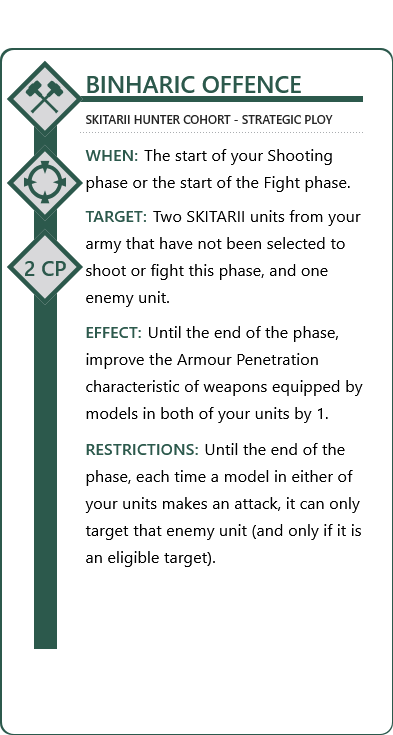 BINHARIC OFFENCE
SKITARII HUNTER COHORT - STRATEGIC PLOY
WHEN: The start of your Shooting
phase or the start of the Fight phase.
TARGET: Two SKITARII units from your
army that have not been selected to
shoot or fight this phase, and one
enemy unit.
2 CP
EFFECT: Until the end of the phase,
improve the Armour Penetration
characteristic of weapons equipped by
models in both of your units by 1.
RESTRICTIONS: Until the end of the
phase, each time a model in either of
your units makes an attack, it can only
target that enemy unit (and only if it is
an eligible target).